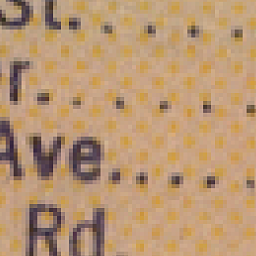 St. . . . .
r. . . . . .
Ave. . . . .
Rd.